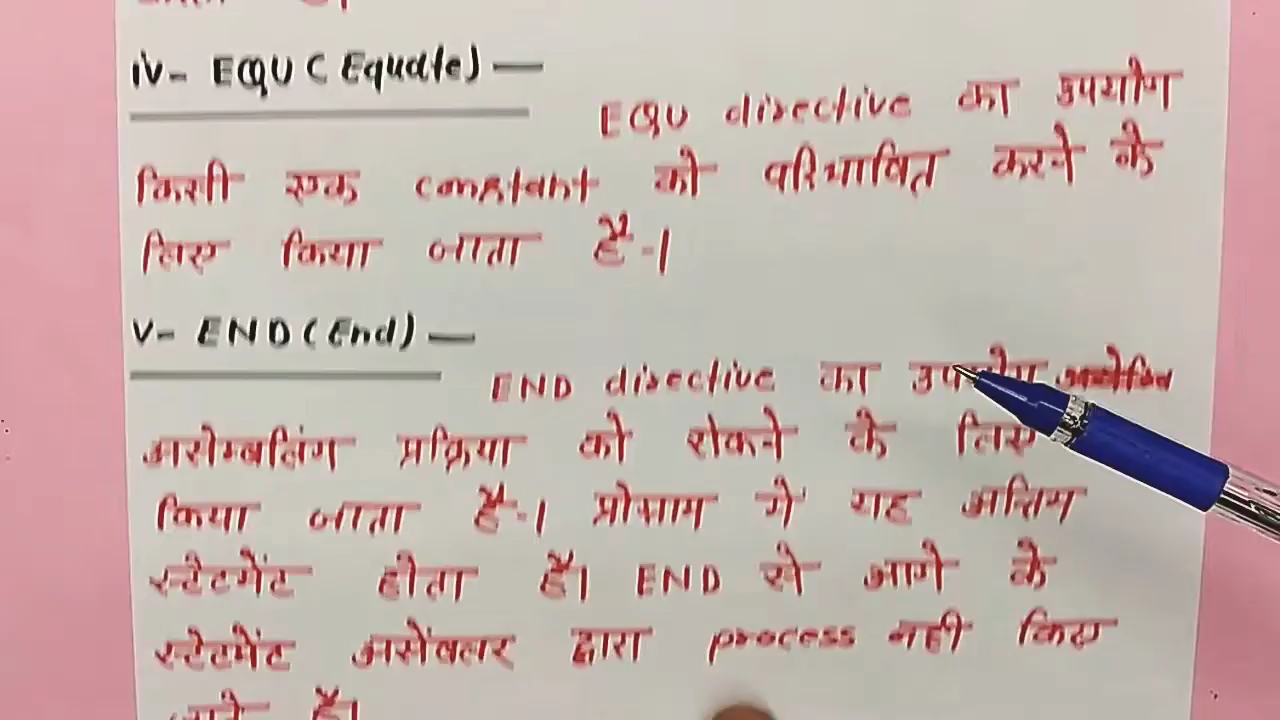 iv- EQU ( Equate) —
EQU directive का उपयोग
किसी एक constant को परिभाषित करने के
लिए किया जाता है-।
v- END (End) —
END directive का उपयोग
असेम्बलिंग प्रक्रिया को रोकने के लिए
किया जाता है-। प्रोग्राम में यह अंतिम
स्टेटमेंट होता है। END से आगे के
स्टेटमेंट असेंबलर द्वारा process नही किए
जाते है।